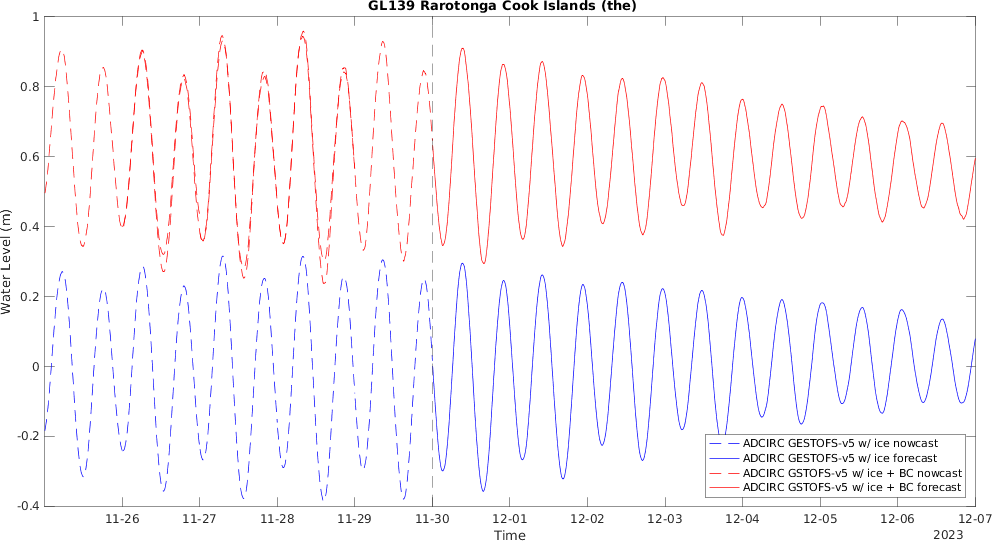 GL139 Rarotonga Cook Islands (the)
1
0.8
0.6
0.4
0.2
0
-0.2
-0.4
Water Level (m)
11-26 11-27 11-28 11-29 11-30 12-01 12-02 12-03 12-04 12-05 12-06 12-07
Time
2023
ADCIRC GESTOFS-v5 w/ ice nowcast
ADCIRC GESTOFS-v5 w/ ice forecast
ADCIRC GSTOFS-v5 w/ ice + BC nowcast
ADCIRC GSTOFS-v5 w/ ice + BC forecast